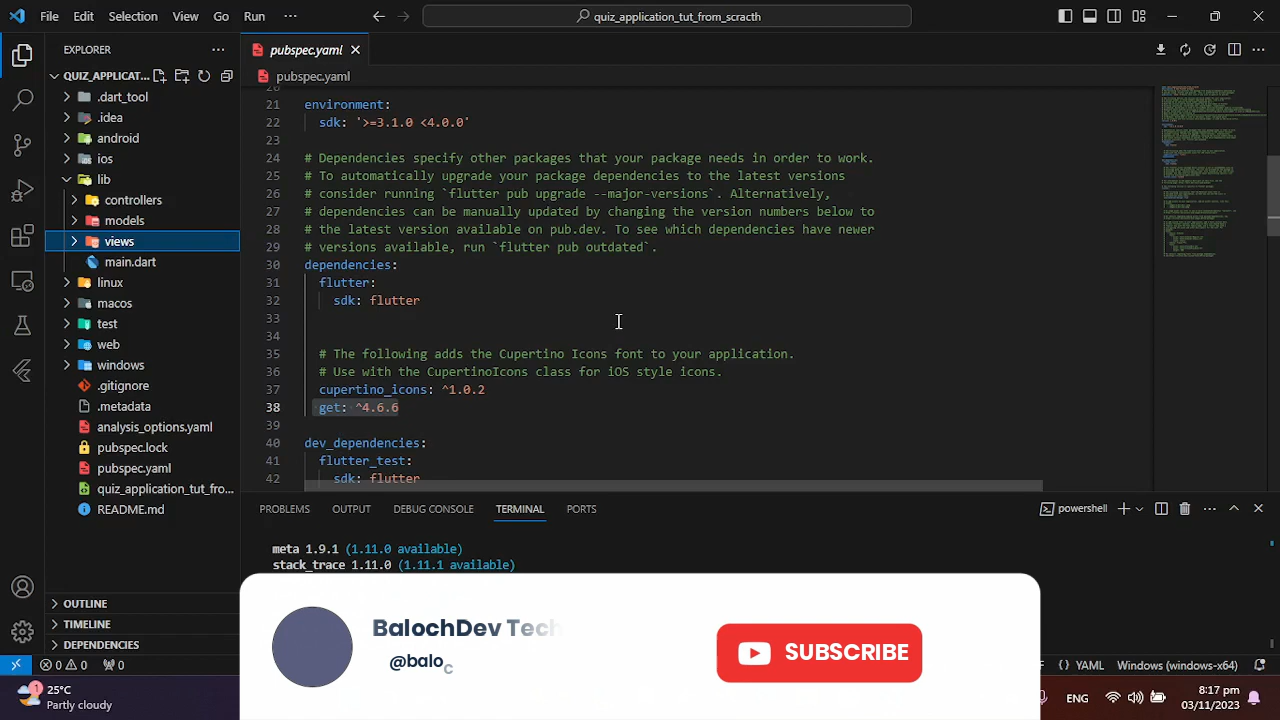 File Edit Selection View Go Run ···
quiz_application_tut_from_scracth
EXPLORER
QUIZ_APPLICAT...
.dart_tool
.idea
android
ios
lib
controllers
models
views
main.dart
linux
macos
test
web
windows
.gitignore
.metadata
analysis_options.yaml
pubspec.lock
pubspec.yaml
quiz_application_tut_fro...
README.md
OUTLINE
TIMELINE
DEPENDENCIES
pubspec.yaml
pubspec.yaml
20
21 environment:
22 sdk: '>=3.1.0 <4.0.0'
23
24 # Dependencies specify other packages that your package needs in order to work.
25 # To automatically upgrade your package dependencies to the latest versions
26 # consider running `flutter pub upgrade --major-versions`. Alternatively,
27 # dependencies can be manually updated by changing the version numbers below to
28 # the latest version available on pub.dev. To see which dependencies have newer
29 # versions available, run `flutter pub outdated`.
30 dependencies:
31 flutter:
32 sdk: flutter
33
34
35 # The following adds the Cupertino Icons font to your application.
36 # Use with the CupertinoIcons class for iOS style icons.
37 cupertino_icons: ^1.0.2
38 get: ^4.6.6
39
40 dev_dependencies:
41 flutter_test:
42 sdk: flutter
PROBLEMS OUTPUT DEBUG CONSOLE TERMINAL PORTS
powershell
meta 1.9.1 (1.11.0 available)
stack_trace 1.11.0 (1.11.1 available)
BalochDev Tech
@baloc
SUBSCRIBE
0 0 0
{} YAML Windows (windows-x64)
1
25°C
Partly cloudy
ENG
8:17 pm
03/11/2023